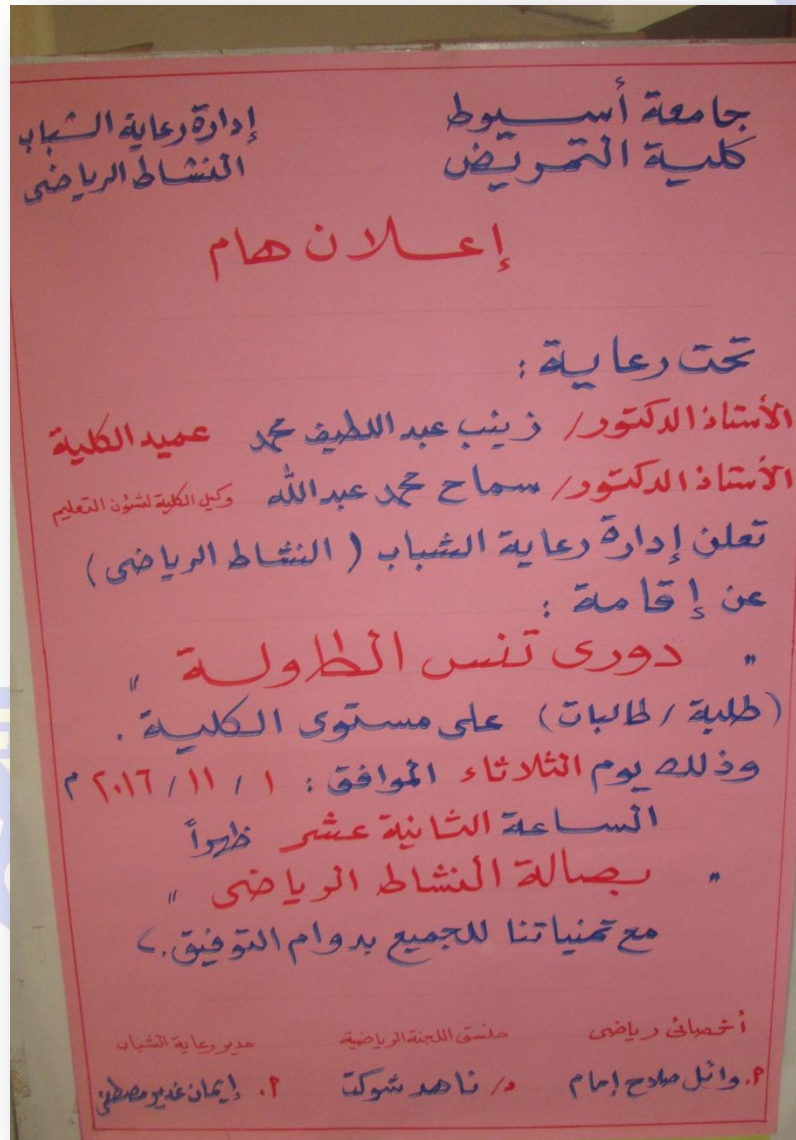 جامعة أسيوط
كلية التمريض
إدارة رعاية الشباب
النشاط الرياضى
إعلان هام
تحت رعاية :
الأستاذ الدكتور/ زينب عبد اللطيف محمد عميد الكلية
الأستاذ الدكتور/ سماح محمد عبدالله وكيل الكلية لشئون التعليم
تعلن إدارة رعاية الشباب ( النشاط الرياضى )
عن إقامة :
" دورى تنس الطاولة "
(طلبة / طالبات) على مستوى الكلية .
وذلك يوم الثلاثاء الموافق : ١ / ١١ / ٢٠١٦ م
الساعة الثانية عشر ظهراً
" بصالة النشاط الرياضى "
مع تمنياتنا للجميع بدوام التوفيق .
أخصائى رياضى منسق اللجنة الرياضية مدير رعاية الشباب
أ. وائل صلاح إمام د/ ناهد شوكت أ. إيمان غدير مصطفى